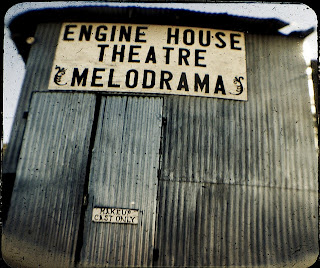 ENGINE HOUSE
THEATRE
MELODRAMA
MAKEUP
CAST ONLY